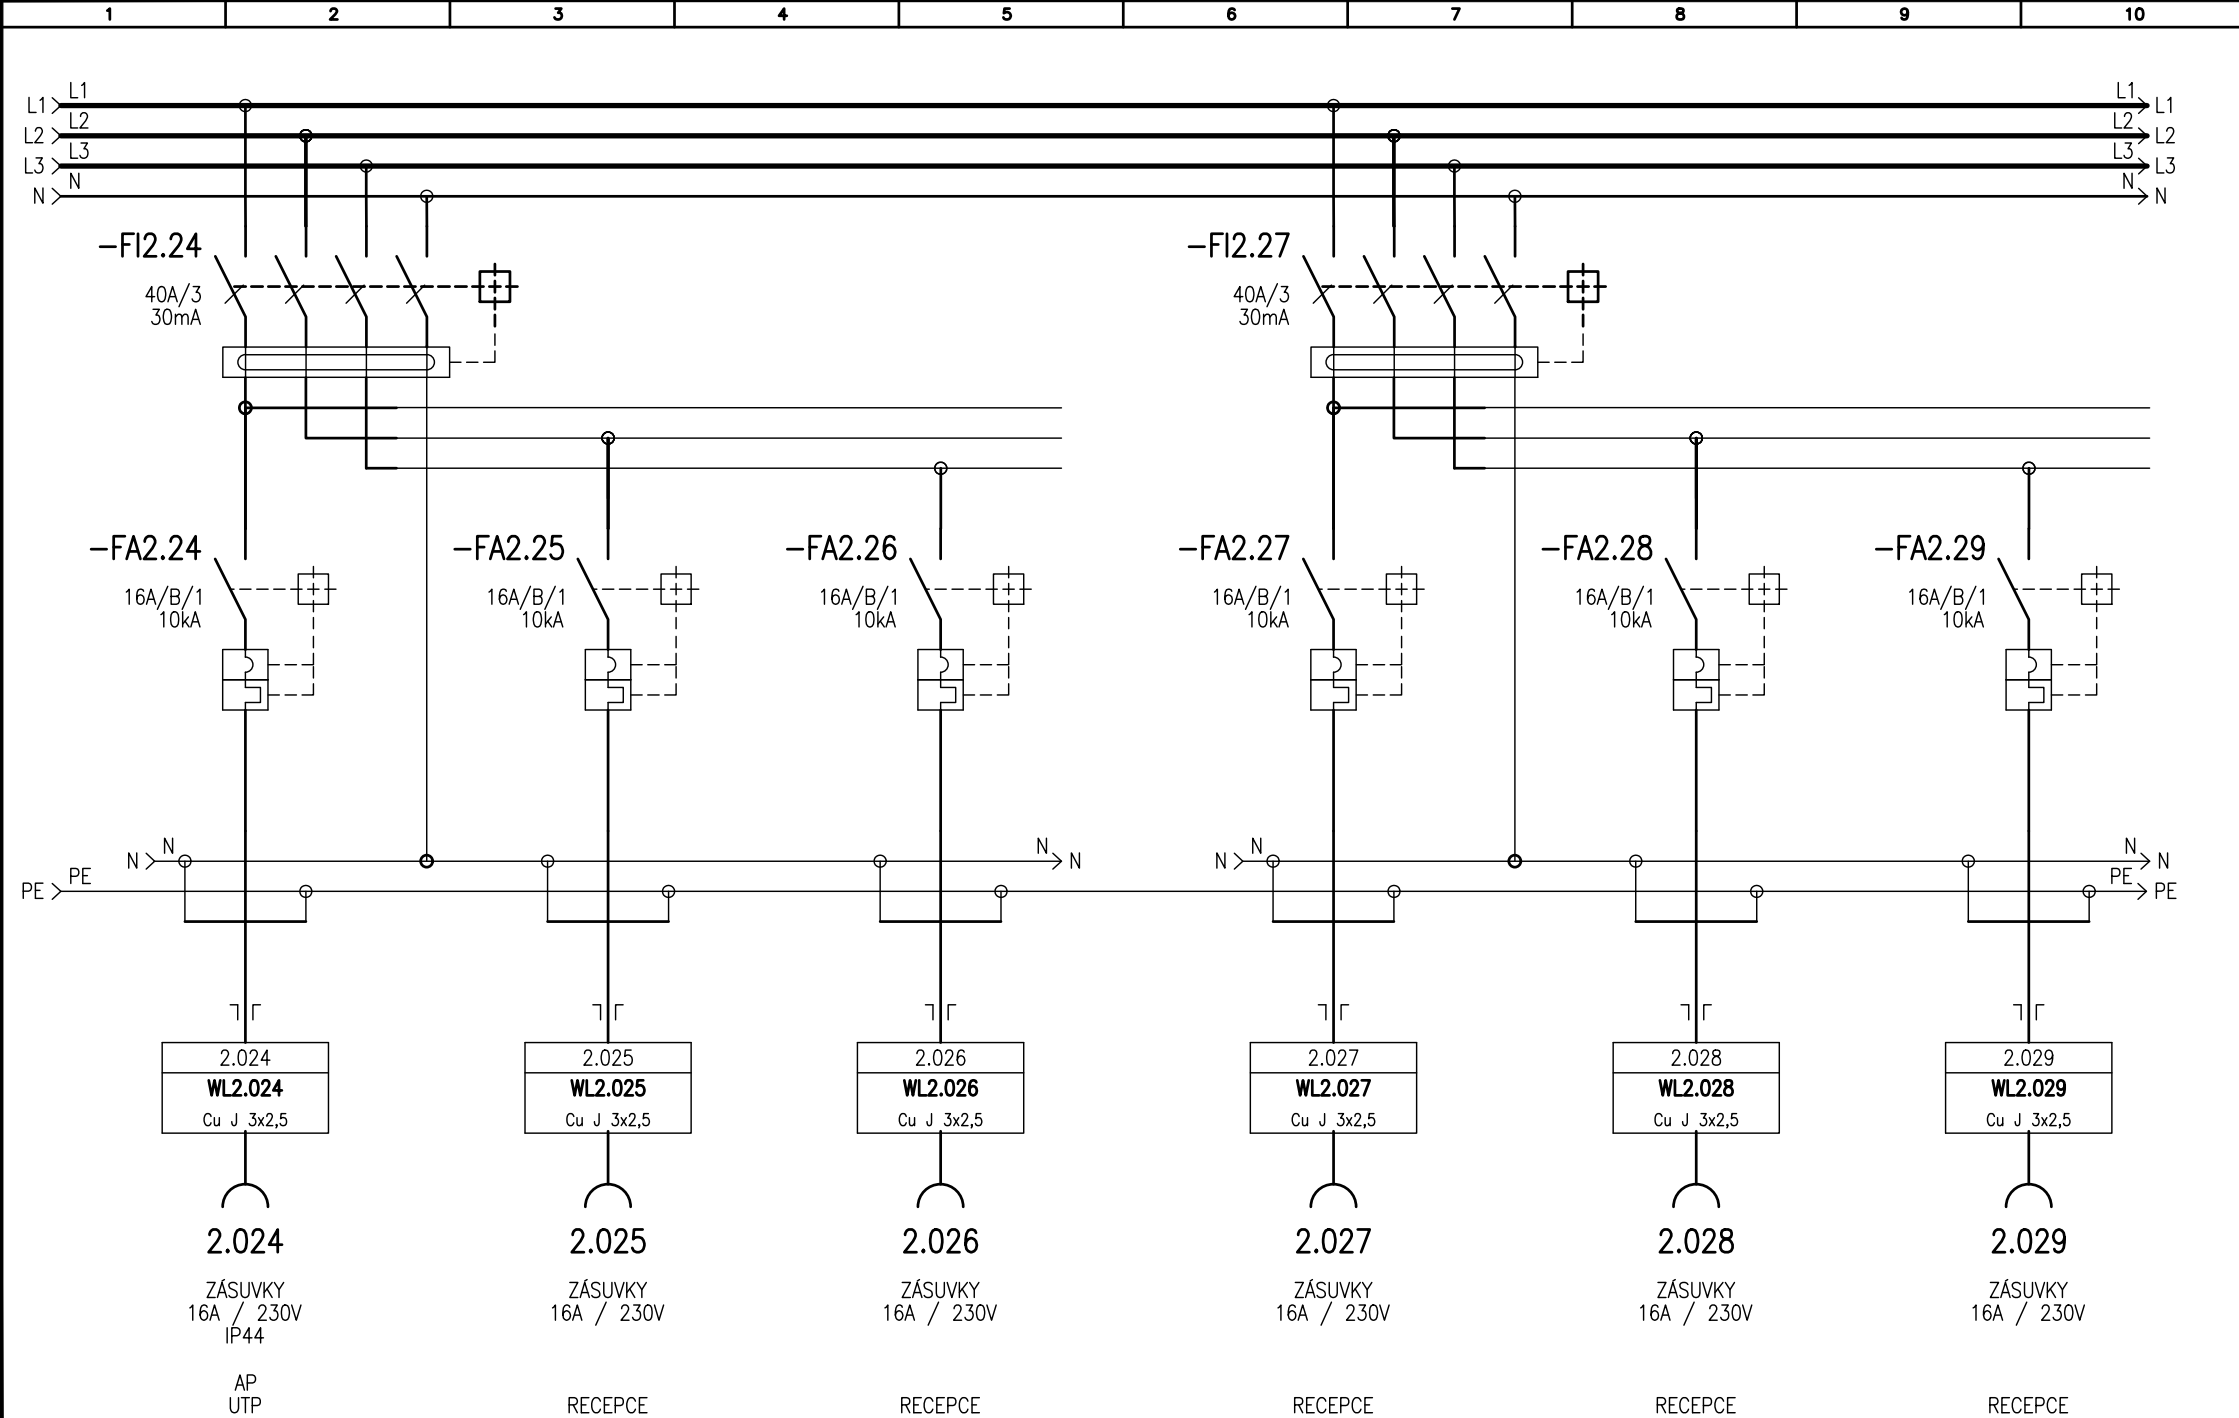 1 2 3 4 5 6 7 8 9 10
L1 L1 L1 L1
L2 L2 L2 L2
L3 L3 L3 L3
N N N N
-FI2.24 -FI2.27
40A/3 40A/3
30mA 30mA
-FA2.24 -FA2.25 -FA2.26 -FA2.27 -FA2.28 -FA2.29
16A/B/1 16A/B/1 16A/B/1 16A/B/1 16A/B/1 16A/B/1
10kA 10kA 10kA 10kA 10kA 10kA
N N N N N N N N
PE PE PE PE
2.024 2.025 2.026 2.027 2.028 2.029
WL2.024 WL2.025 WL2.026 WL2.027 WL2.028 WL2.029
Cu J 3x2,5 Cu J 3x2,5 Cu J 3x2,5 Cu J 3x2,5 Cu J 3x2,5 Cu J 3x2,5
2.024 2.025 2.026 2.027 2.028 2.029
ZÁSUVKY ZÁSUVKY ZÁSUVKY ZÁSUVKY ZÁSUVKY ZÁSUVKY
16A / 230V 16A / 230V 16A / 230V 16A / 230V 16A / 230V 16A / 230V
IP44
AP
UTP RECEPCE RECEPCE RECEPCE RECEPCE RECEPCE